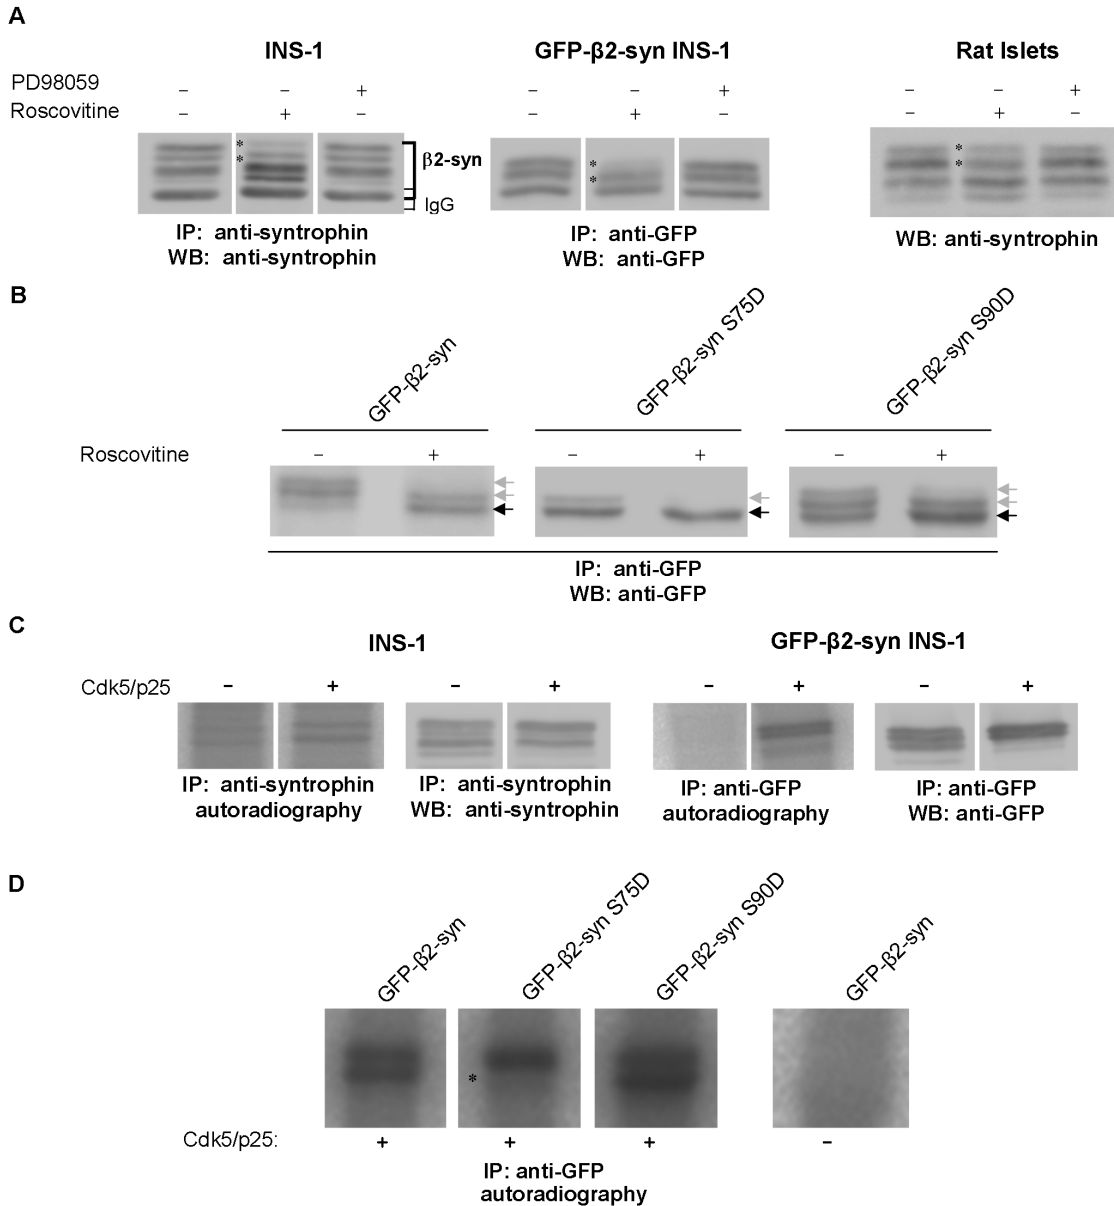 A
INS-1 GFP-β2-syn INS-1 Rat Islets
PD98059 – – + – – + – – +
Roscovitine – + – – + – – + –
* * β2-syn * * * *
IgG
IP: anti-syntrophin IP: anti-GFP WB: anti-syntrophin
WB: anti-syntrophin WB: anti-GFP
B
GFP-β2-syn GFP-β2-syn S75D GFP-β2-syn S90D
Roscovitine – + – + – +
IP: anti-GFP
WB: anti-GFP
C
INS-1 GFP-β2-syn INS-1
Cdk5/p25 – + – + – + – +
IP: anti-syntrophin IP: anti-syntrophin IP: anti-GFP IP: anti-GFP
autoradiography WB: anti-syntrophin autoradiography WB: anti-GFP
D
GFP-β2-syn GFP-β2-syn S75D GFP-β2-syn S90D GFP-β2-syn
*
Cdk5/p25: + + + –
IP: anti-GFP
autoradiography